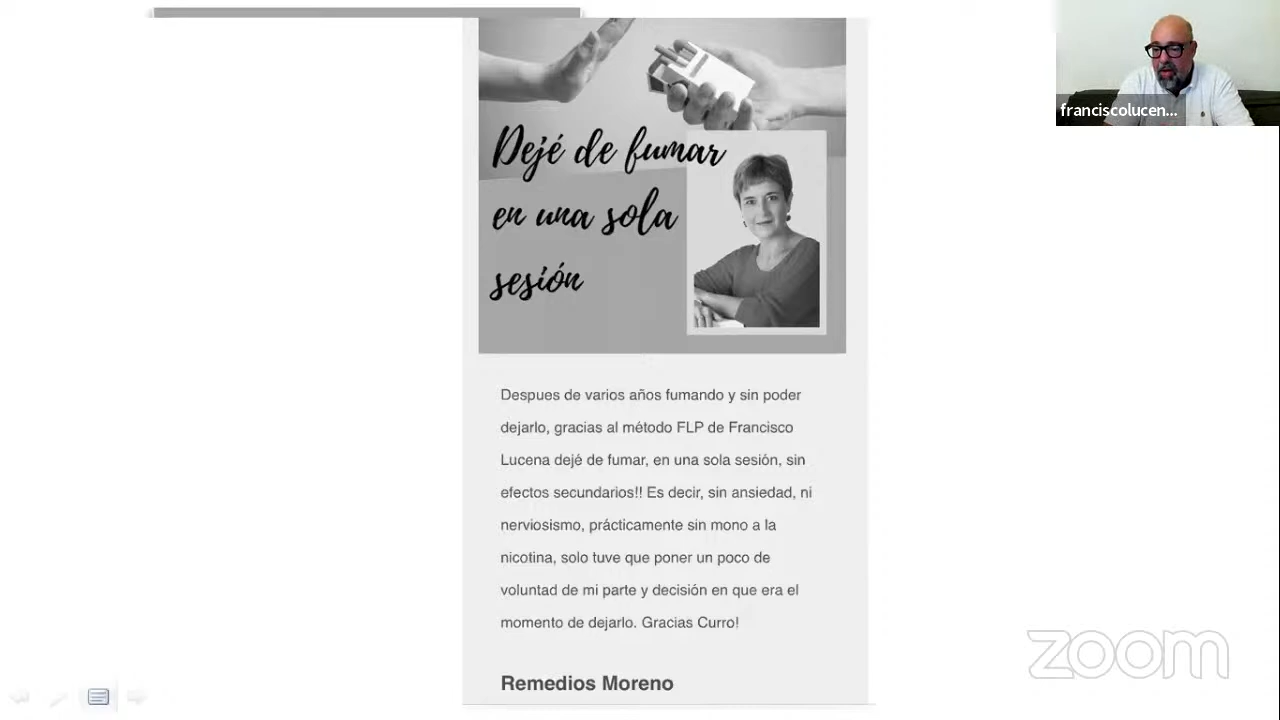 franciscolucen...
Dejé de fumar
en una sola
sesión
Despues de varios años fumando y sin poder
dejarlo, gracias al método FLP de Francisco
Lucena dejé de fumar, en una sola sesión, sin
efectos secundarios!! Es decir, sin ansiedad, ni
nerviosismo, prácticamente sin mono a la
nicotina, solo tuve que poner un poco de
voluntad de mi parte y decisión en que era el
momento de dejarlo. Gracias Curro!
Remedios Moreno
zoom